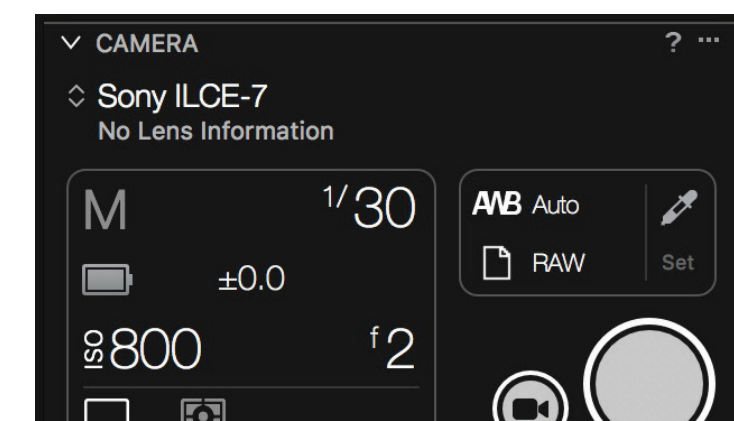 CAMERA ? ...
Sony ILCE-7
No Lens Information
M 1/30
±0.0
ISO 800 f 2
AWB Auto
RAW Set